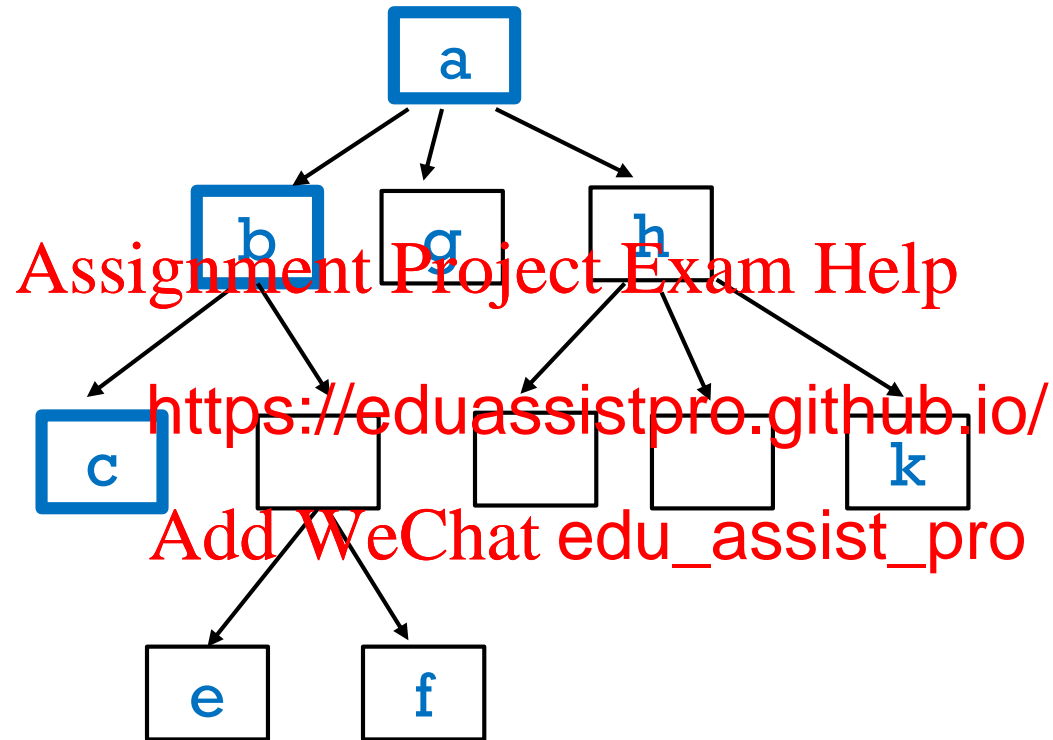 a
b g h
Assignment Project Exam Help
https://eduassistpro.github.io/
c k
Add WeChat edu_assist_pro
e f